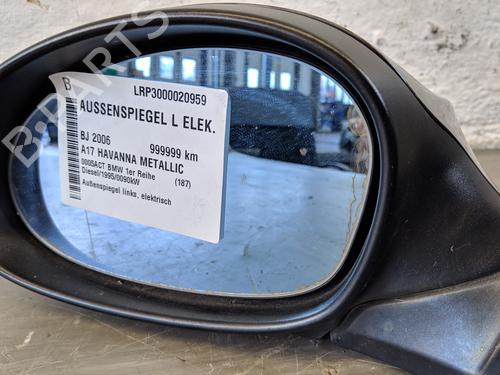 B-PARTS
B LRP3000020959
AUSSENSPIEGEL L ELEK.
BJ 2006 999999 km
A17 HAVANNA METALLIC
0005ACT BMW 1er Reihe (187)
Diesel/1995/0090kW
Außenspiegel links, elektrisch